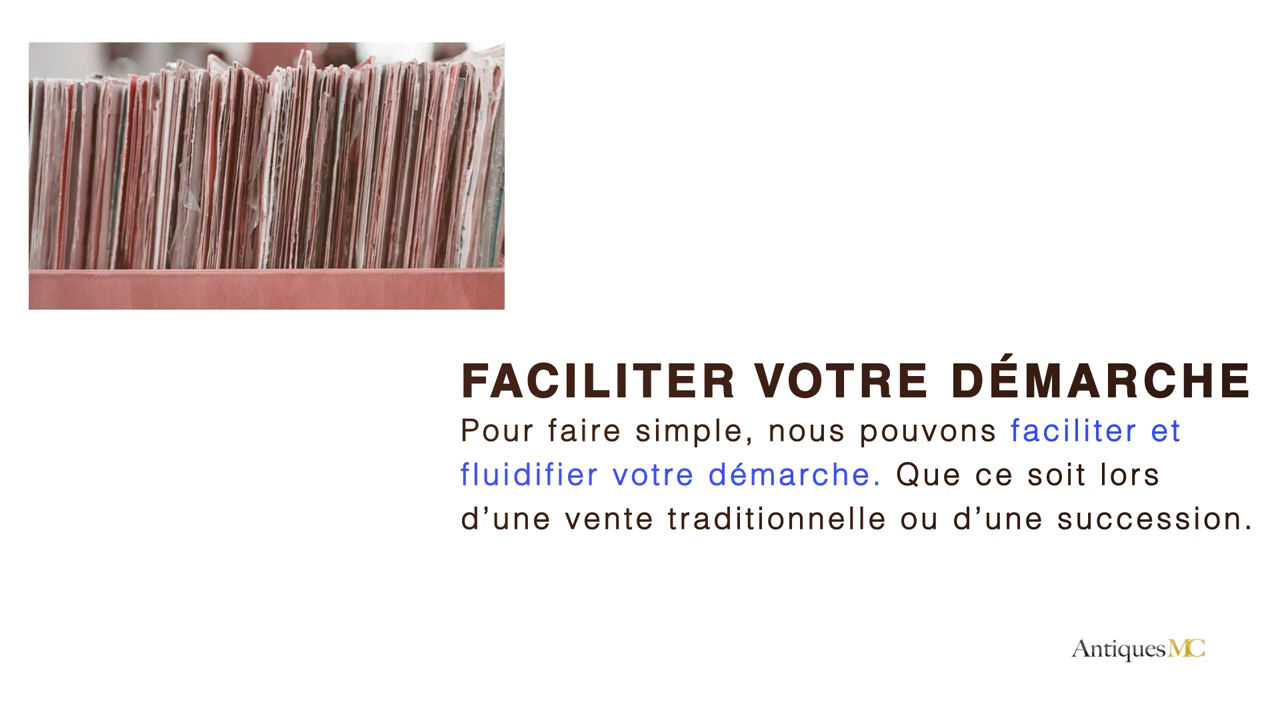 FACILITER VOTRE DÉMARCHE
Pour faire simple, nous pouvons faciliter et
fluidifier votre démarche. Que ce soit lors
d’une vente traditionnelle ou d’une succession.
AntiquesMC